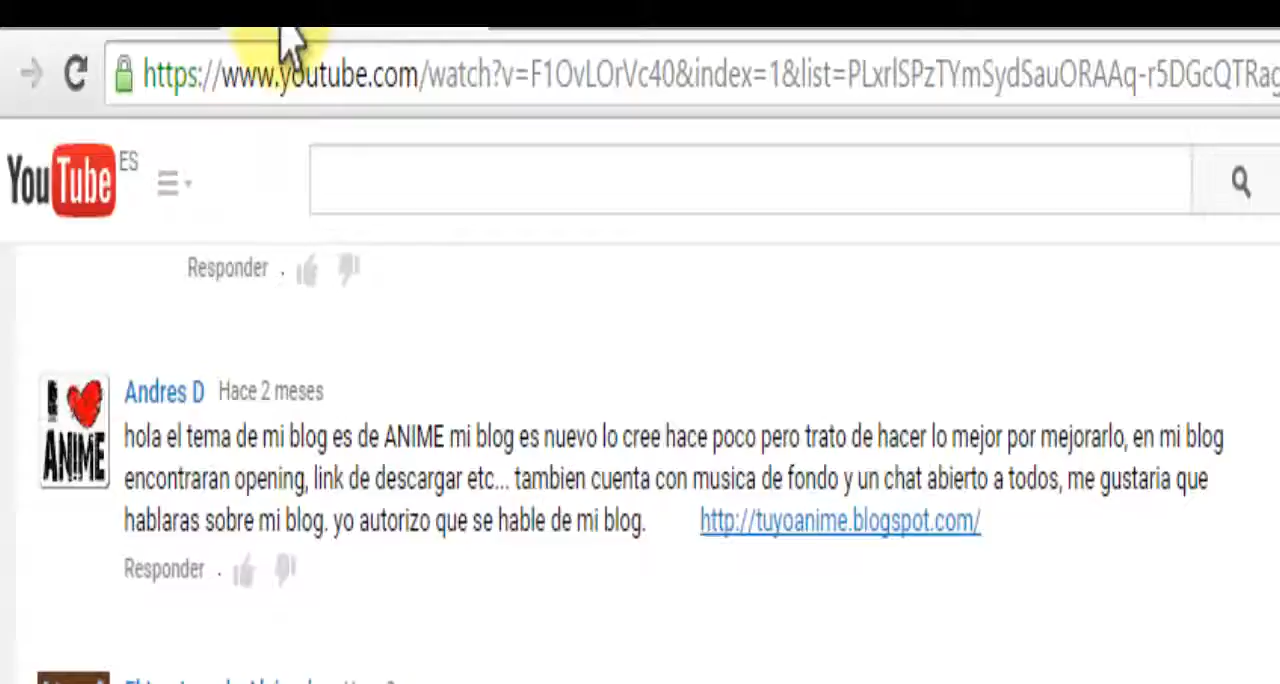 https://www.youtube.com/watch?v=F1OvLOrVc40&index=1&list=PLxrlSPzTYmSydSauORAAq-r5DGcQTRag
YouTube ES
Responder .
I
ANIME
Andres D Hace 2 meses
hola el tema de mi blog es de ANIME mi blog es nuevo lo cree hace poco pero trato de hacer lo mejor por mejorarlo, en mi blog
encontraran opening, link de descargar etc... tambien cuenta con musica de fondo y un chat abierto a todos, me gustaria que
hablaras sobre mi blog. yo autorizo que se hable de mi blog. http://tuyoanime.blogspot.com/
Responder .